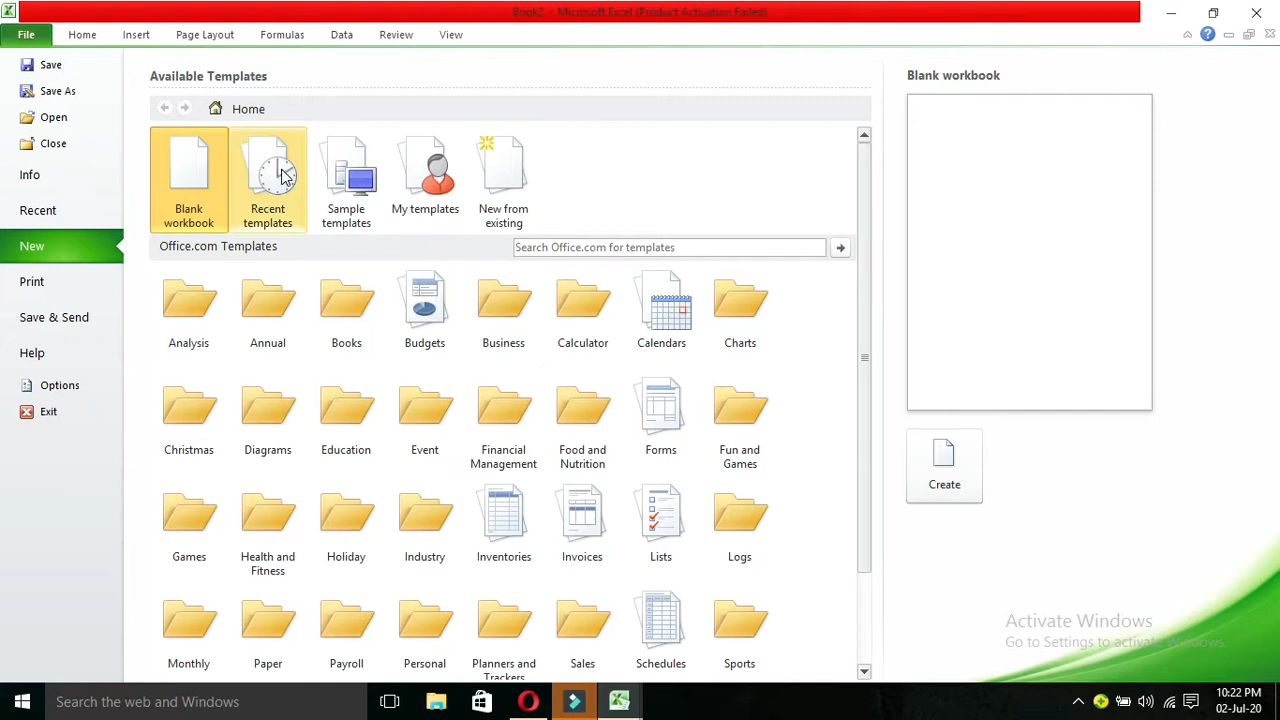 Book2 - Microsoft Excel (Product Activation Failed)
File Home Insert Page Layout Formulas Data Review View
Save
Save As
Open
Close
Info
Recent
New
Print
Save & Send
Help
Options
Exit
Available Templates
Home
Blank workbook
Recent templates
Sample templates
My templates
New from existing
Office.com Templates
Search Office.com for templates
Analysis Annual Books Budgets Business Calculator Calendars Charts
Christmas Diagrams Education Event Financial Management Food and Nutrition Forms Fun and Games
Games Health and Fitness Holiday Industry Inventories Invoices Lists Logs
Monthly Paper Payroll Personal Planners and Trackers Sales Schedules Sports
Blank workbook
Create
Activate Windows
Go to Settings to activate Windows.
Search the web and Windows
10:22 PM
02-Jul-20